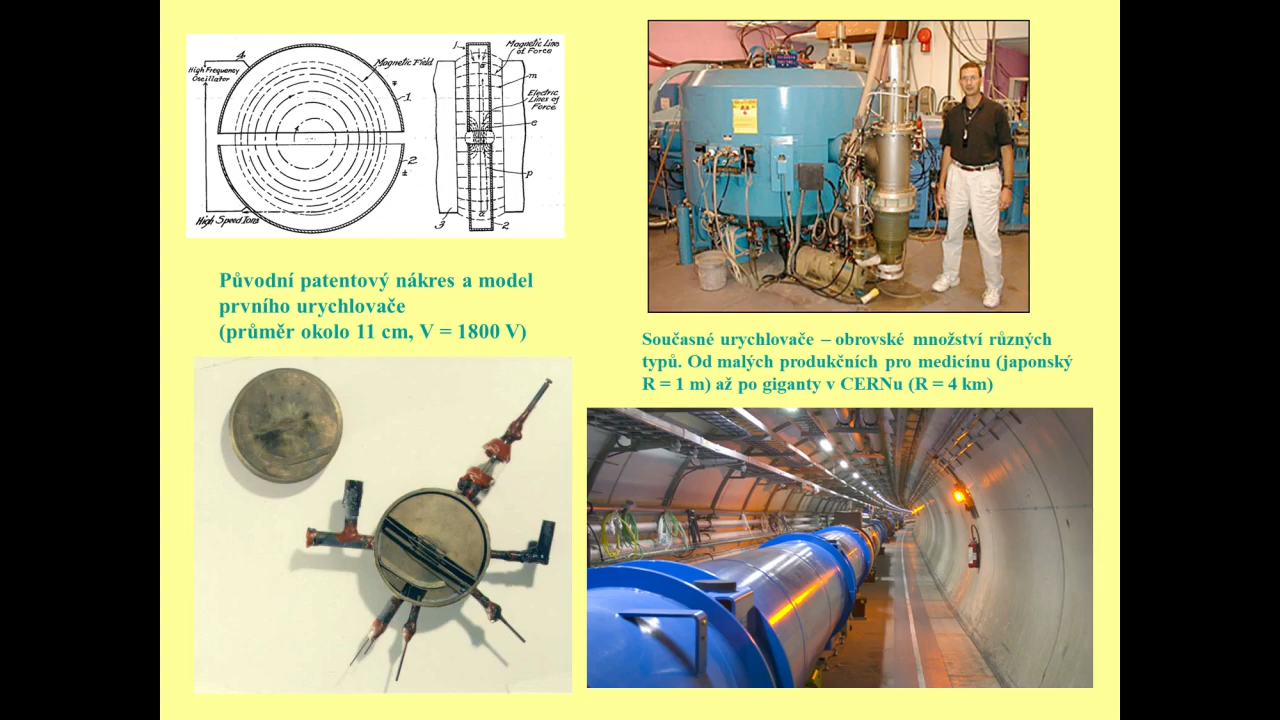 4
High Frequency
Oscillator
Magnetic Field
1
2
High Speed Ions
1
Magnetic Lines
of Force
m
Electric
Lines of
Force
e
p
a
3
2
Původní patentový nákres a model
prvního urychlovače
(průměr okolo 11 cm, V = 1800 V)
Současné urychlovače – obrovské množství různých
typů. Od malých produkčních pro medicínu (japonský
R = 1 m) až po giganty v CERNu (R = 4 km)